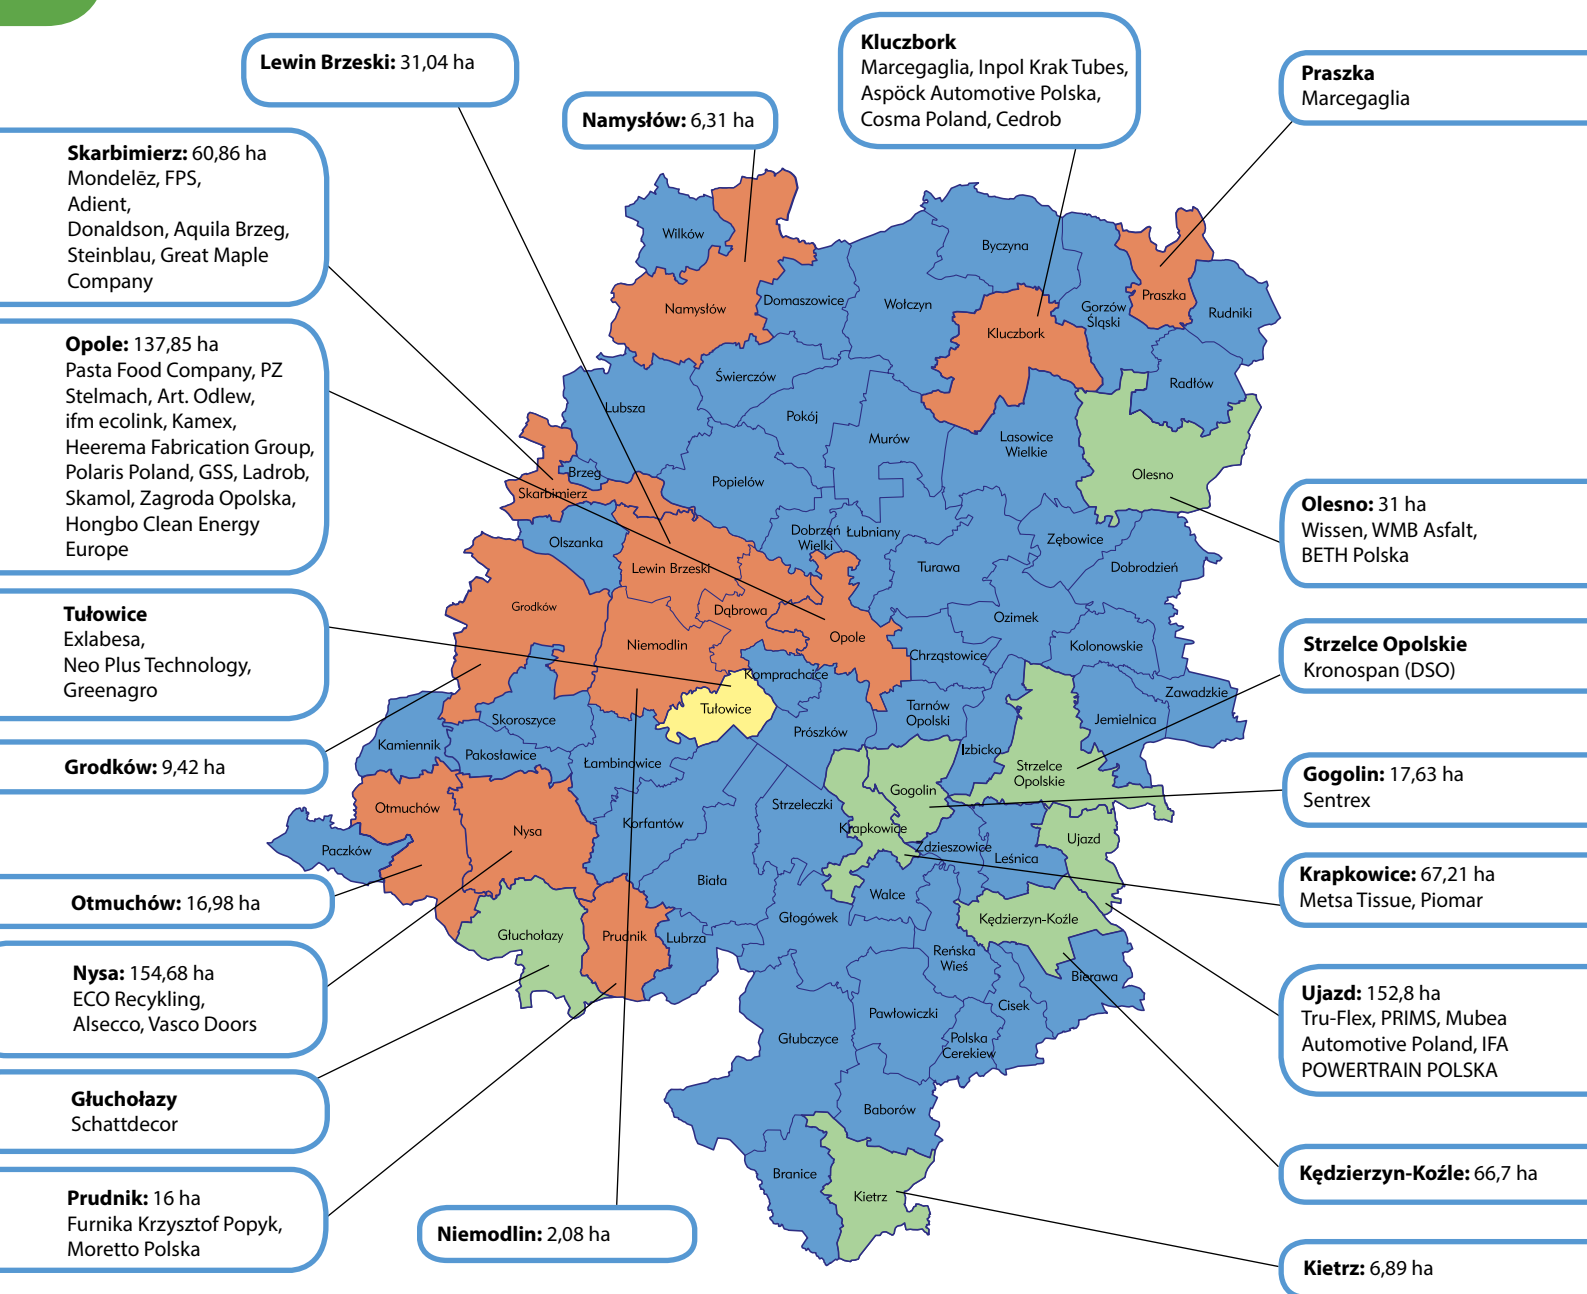 Lewin Brzeski: 31,04 ha
Namysłów: 6,31 ha
Kluczbork
Marcegaglia, Inpol Krak Tubes,
Aspöck Automotive Polska,
Cosma Poland, Cedrob
Praszka
Marcegaglia
Skarbimierz: 60,86 ha
Mondelēz, FPS,
Adient,
Donaldson, Aquila Brzeg,
Steinblau, Great Maple
Company
Opole: 137,85 ha
Pasta Food Company, PZ
Stelmach, Art. Odlew,
ifm ecolink, Kamex,
Heerema Fabrication Group,
Polaris Poland, GSS, Ladrob,
Skamol, Zagroda Opolska,
Hongbo Clean Energy
Europe
Tułowice
Exlabesa,
Neo Plus Technology,
Greenagro
Grodków: 9,42 ha
Otmuchów: 16,98 ha
Nysa: 154,68 ha
ECO Recykling,
Alsecco, Vasco Doors
Głuchołazy
Schattdecor
Prudnik: 16 ha
Furnika Krzysztof Popyk,
Moretto Polska
Niemodlin: 2,08 ha
Olesno: 31 ha
Wissen, WMB Asfalt,
BETH Polska
Strzelce Opolskie
Kronospan (DSO)
Gogolin: 17,63 ha
Sentrex
Krapkowice: 67,21 ha
Metsa Tissue, Piomar
Ujazd: 152,8 ha
Tru-Flex, PRIMS, Mubea
Automotive Poland, IFA
POWERTRAIN POLSKA
Kędzierzyn-Koźle: 66,7 ha
Kietrz: 6,89 ha
Wilków
Byczyna
Namysłów
Domaszowice
Wołczyn
Kluczbork
Gorzów
Śląski
Praszka
Rudniki
Świerczów
Radłów
Lubsza
Pokój
Murów
Lasowice
Wielkie
Olesno
Brzeg
Skarbimierz
Popielów
Olszanka
Dobrzeń
Wielki
Łubniany
Zębowice
Lewin Brzeski
Turawa
Dobrodzień
Grodków
Dąbrowa
Ozimek
Niemodlin
Opole
Chrząstowice
Kolonowskie
Komprachcice
Zawadzkie
Tułowice
Skoroszyce
Tarnów
Opolski
Jemielnica
Prószków
Kamiennik
Pakosławice
Łambinowice
Izbicko
Strzelce
Opolskie
Otmuchów
Gogolin
Strzeleczki
Nysa
Korfantów
Krapkowice
Ujazd
Paczków
Zdzieszowice
Leśnica
Biała
Walce
Głogówek
Kędzierzyn-Koźle
Głuchołazy
Prudnik
Lubrza
Reńska
Wieś
Bierawa
Cisek
Pawłowiczki
Głubczyce
Polska
Cerekiew
Baborów
Branice
Kietrz